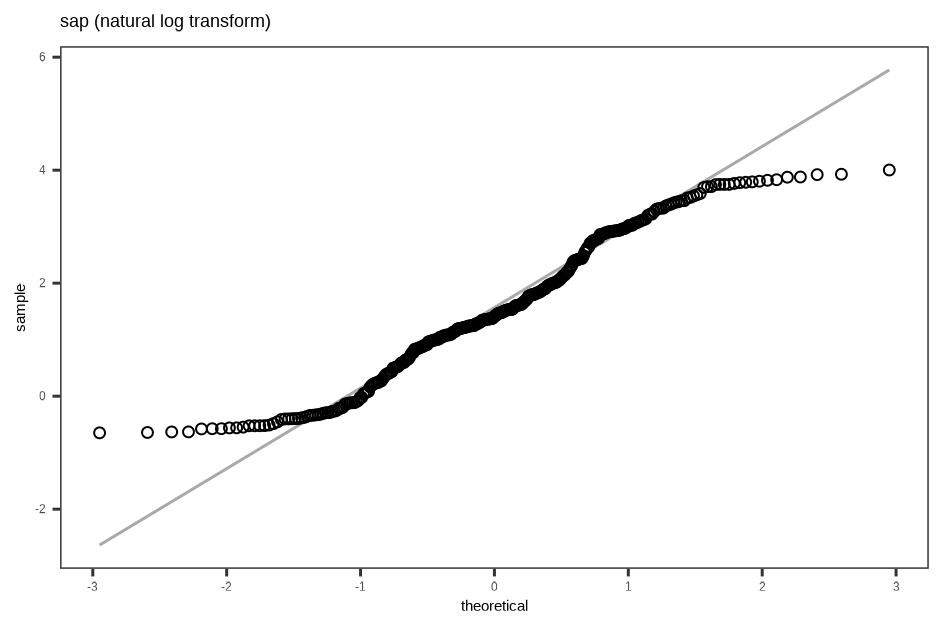 sap (natural log transform)
6
4
2
0
-2
sample
-3 -2 -1 0 1 2 3
theoretical